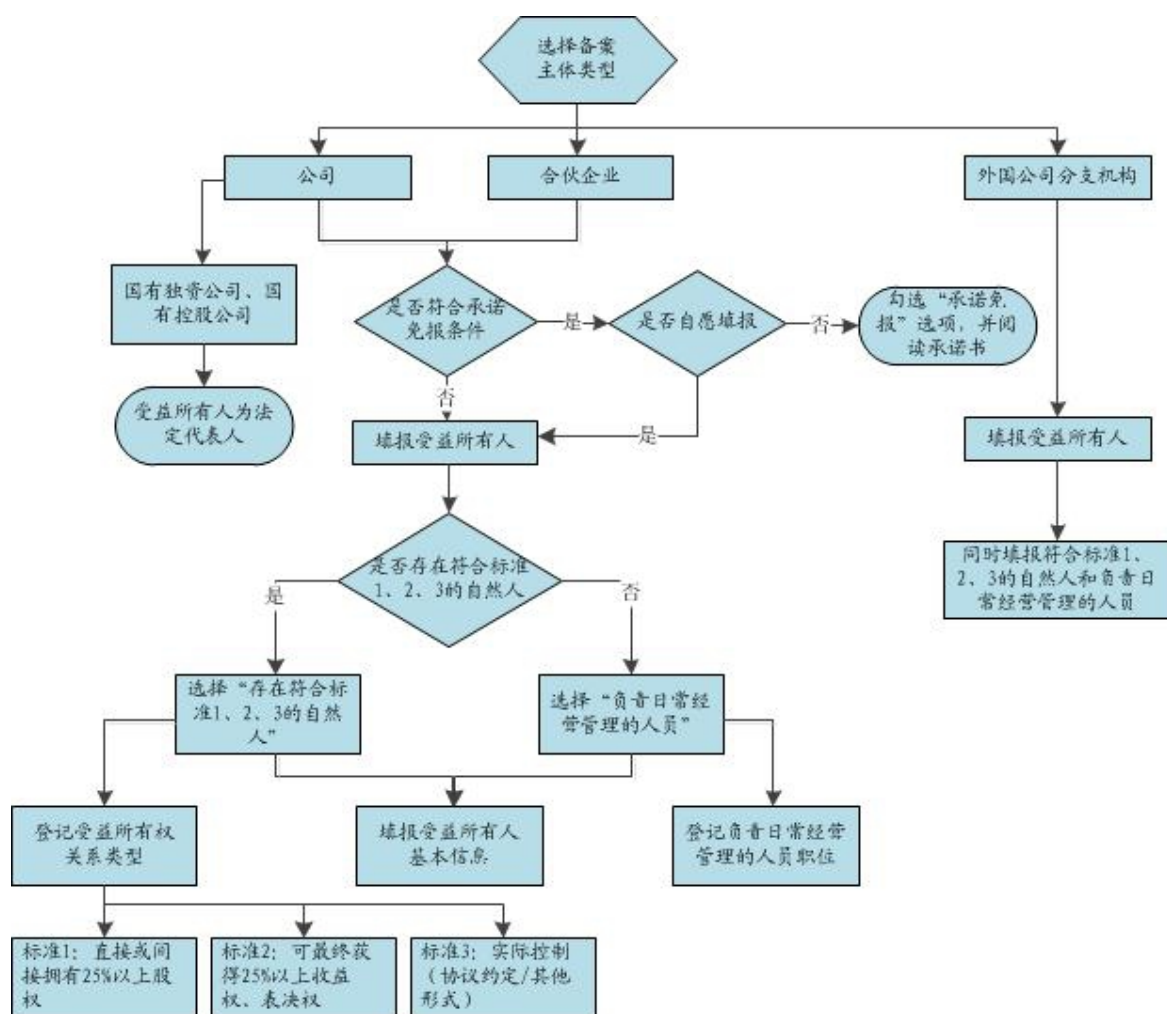 选择备案
主体类型
公司
合伙企业
外国公司分支机构
国有独资公司、国
有控股公司
是否符合承诺
免报条件
是
是否自愿填报
否
勾选“承诺免
报”选项，并阅
读承诺书
受益所有人为法
定代表人
否
是
填报受益所有人
填报受益所有人
是否存在符合标准
1、2、3的自然人
是
否
同时填报符合标准1、
2、3的自然人和负责日
常经营管理的人员
选择“存在符合标
准1、2、3的自然
人”
选择“负责日常经
营管理的人员”
登记受益所有权
关系类型
填报受益所有人
基本信息
登记负责日常经营
管理的人员职位
标准1：直接或间
接拥有25%以上股
权
标准2：可最终获
得25%以上收益
权、表决权
标准3：实际控制
（协议约定/其他
形式）